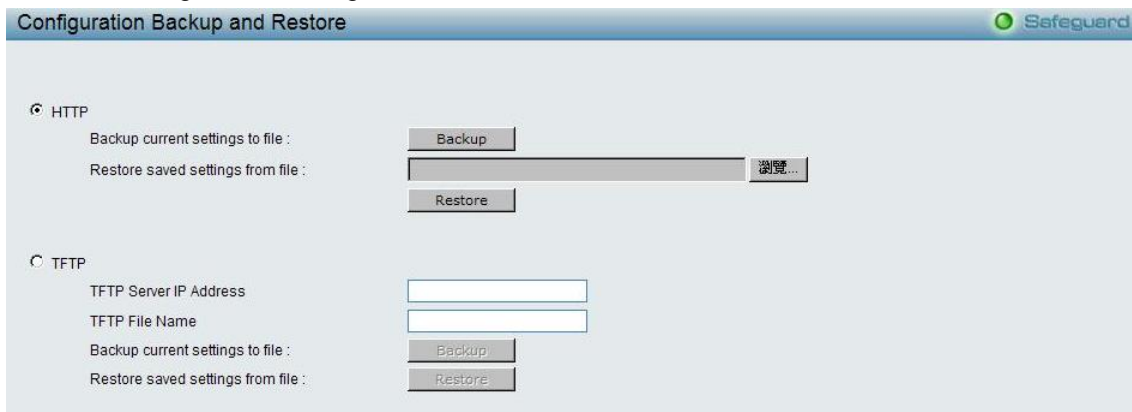 Configuration Backup and Restore
Safeguard
HTTP
Backup current settings to file :
Backup
Restore saved settings from file :
瀏覽...
Restore
TFTP
TFTP Server IP Address
TFTP File Name
Backup current settings to file :
Backup
Restore saved settings from file :
Restore